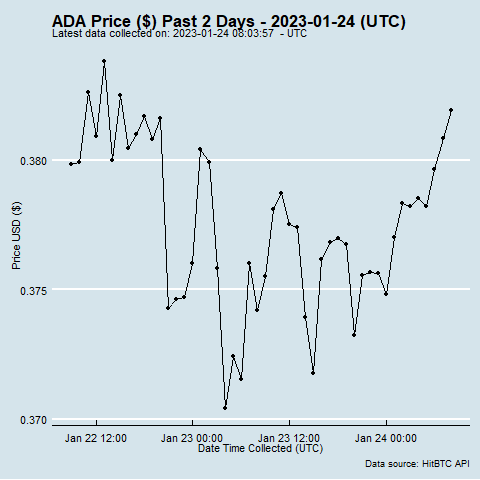 ADA Price ($) Past 2 Days - 2023-01-24 (UTC)
Latest data collected on: 2023-01-24 08:03:57 - UTC
0.380
0.375
0.370
Price USD ($)
Jan 22 12:00 Jan 23 00:00 Jan 23 12:00 Jan 24 00:00
Date Time Collected (UTC)
Data source: HitBTC API